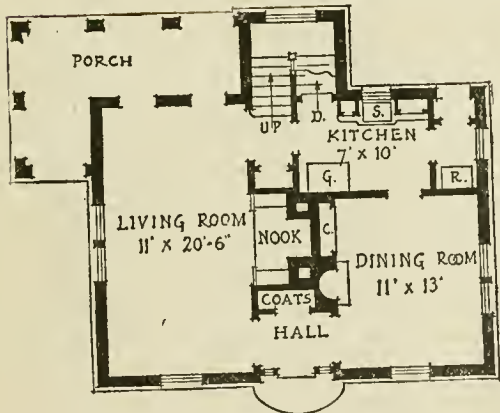 PORCH
UP
D.
S.
KITCHEN
7' X 10'
G.
R.
LIVING ROOM
11' X 20'-6"
NOOK
C.
DINING ROOM
11' X 13'
COATS
HALL